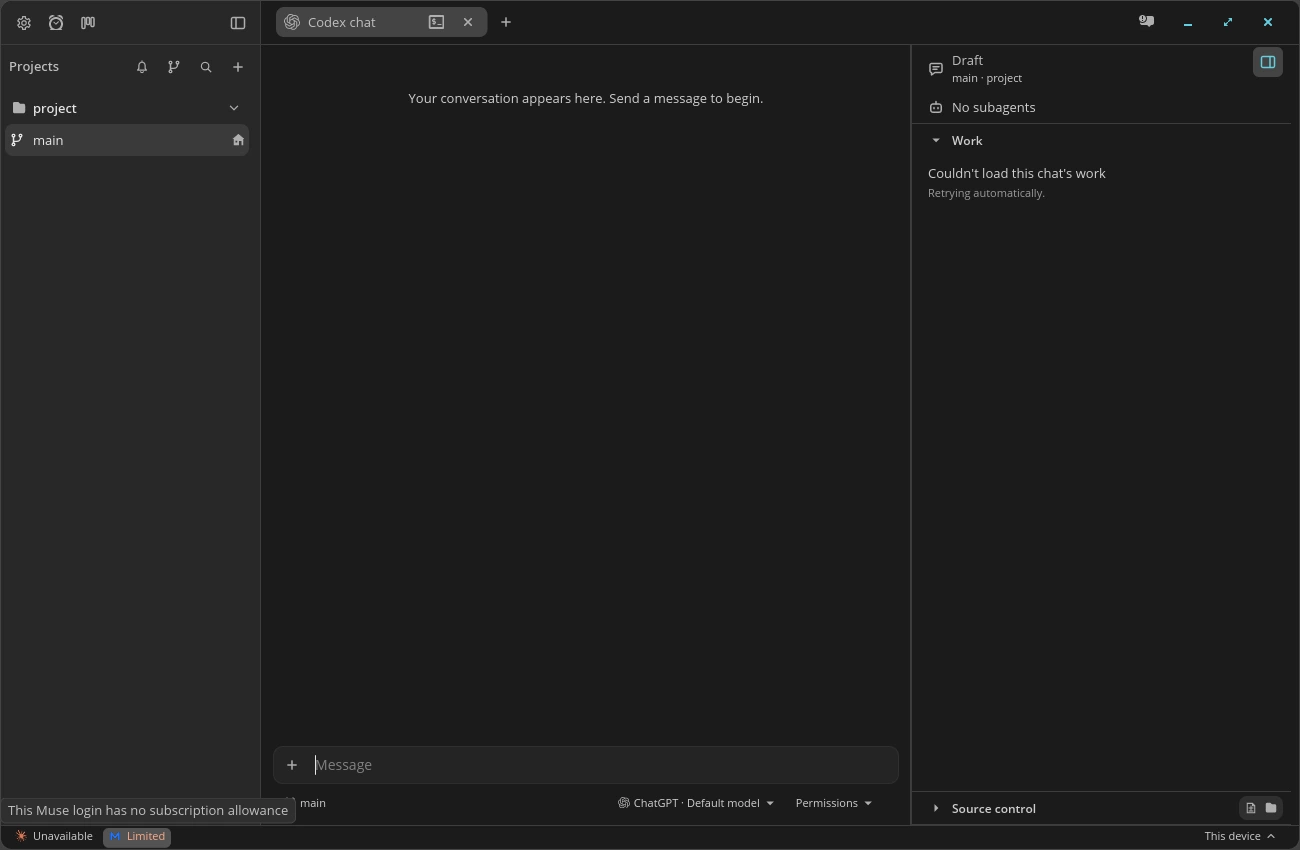 Codex chat
Projects
project
main
Your conversation appears here. Send a message to begin.
Draft
main · project
No subagents
Work
Couldn't load this chat's work
Retrying automatically.
Message
main
ChatGPT · Default model
Permissions
Source control
This Muse login has no subscription allowance
Unavailable
Limited
This device